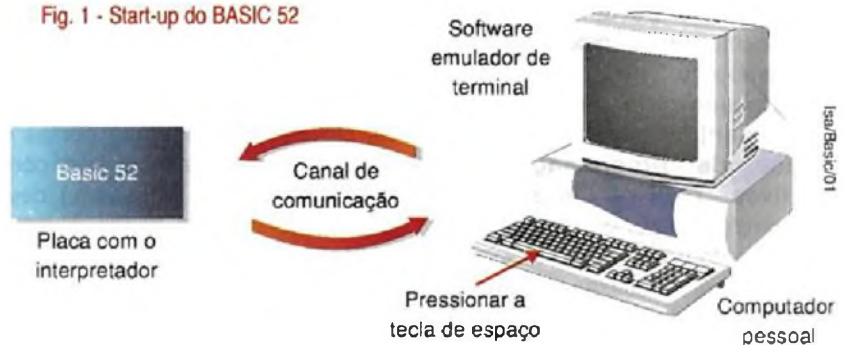 Fig. 1 - Start-up do BASIC 52
Software
emulador de
terminal
Basic 52
Canal de
comunicação
Placa com o
interpretador
Pressionar a
tecla de espaço
Computador
pessoal
Isa/Basic/01